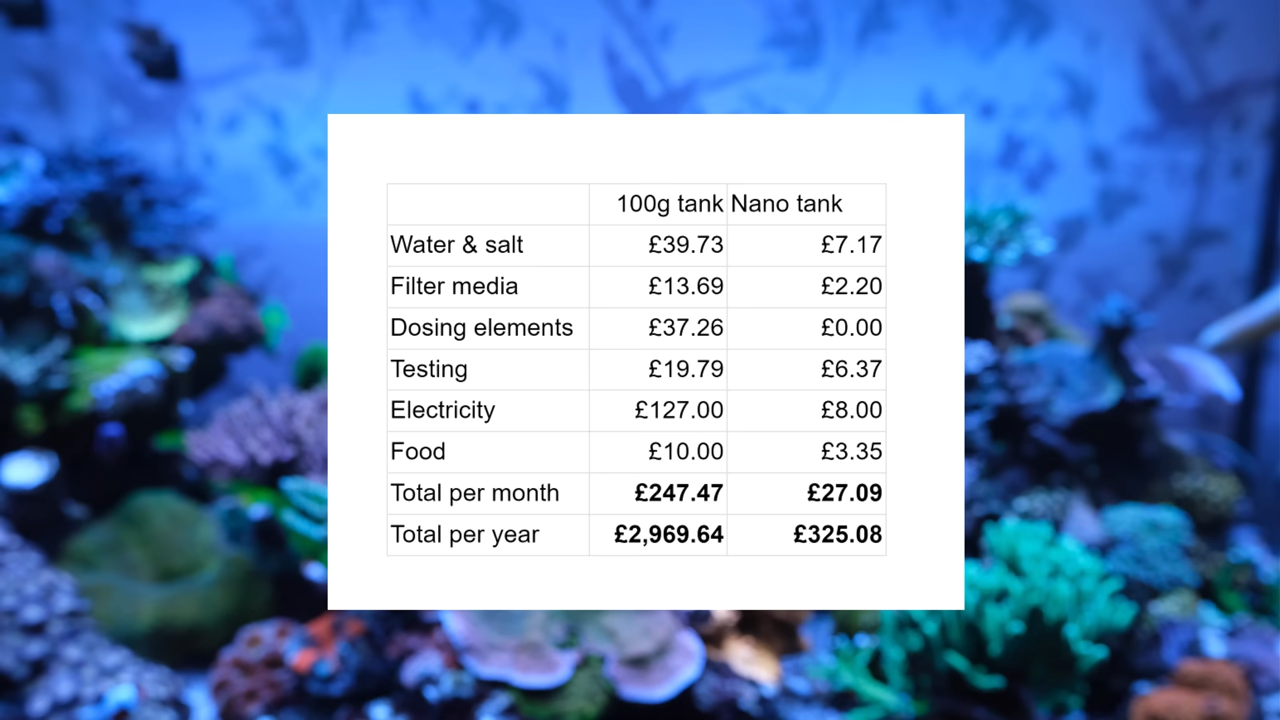 100g tank Nano tank
Water & salt £39.73 £7.17
Filter media £13.69 £2.20
Dosing elements £37.26 £0.00
Testing £19.79 £6.37
Electricity £127.00 £8.00
Food £10.00 £3.35
Total per month £247.47 £27.09
Total per year £2,969.64 £325.08